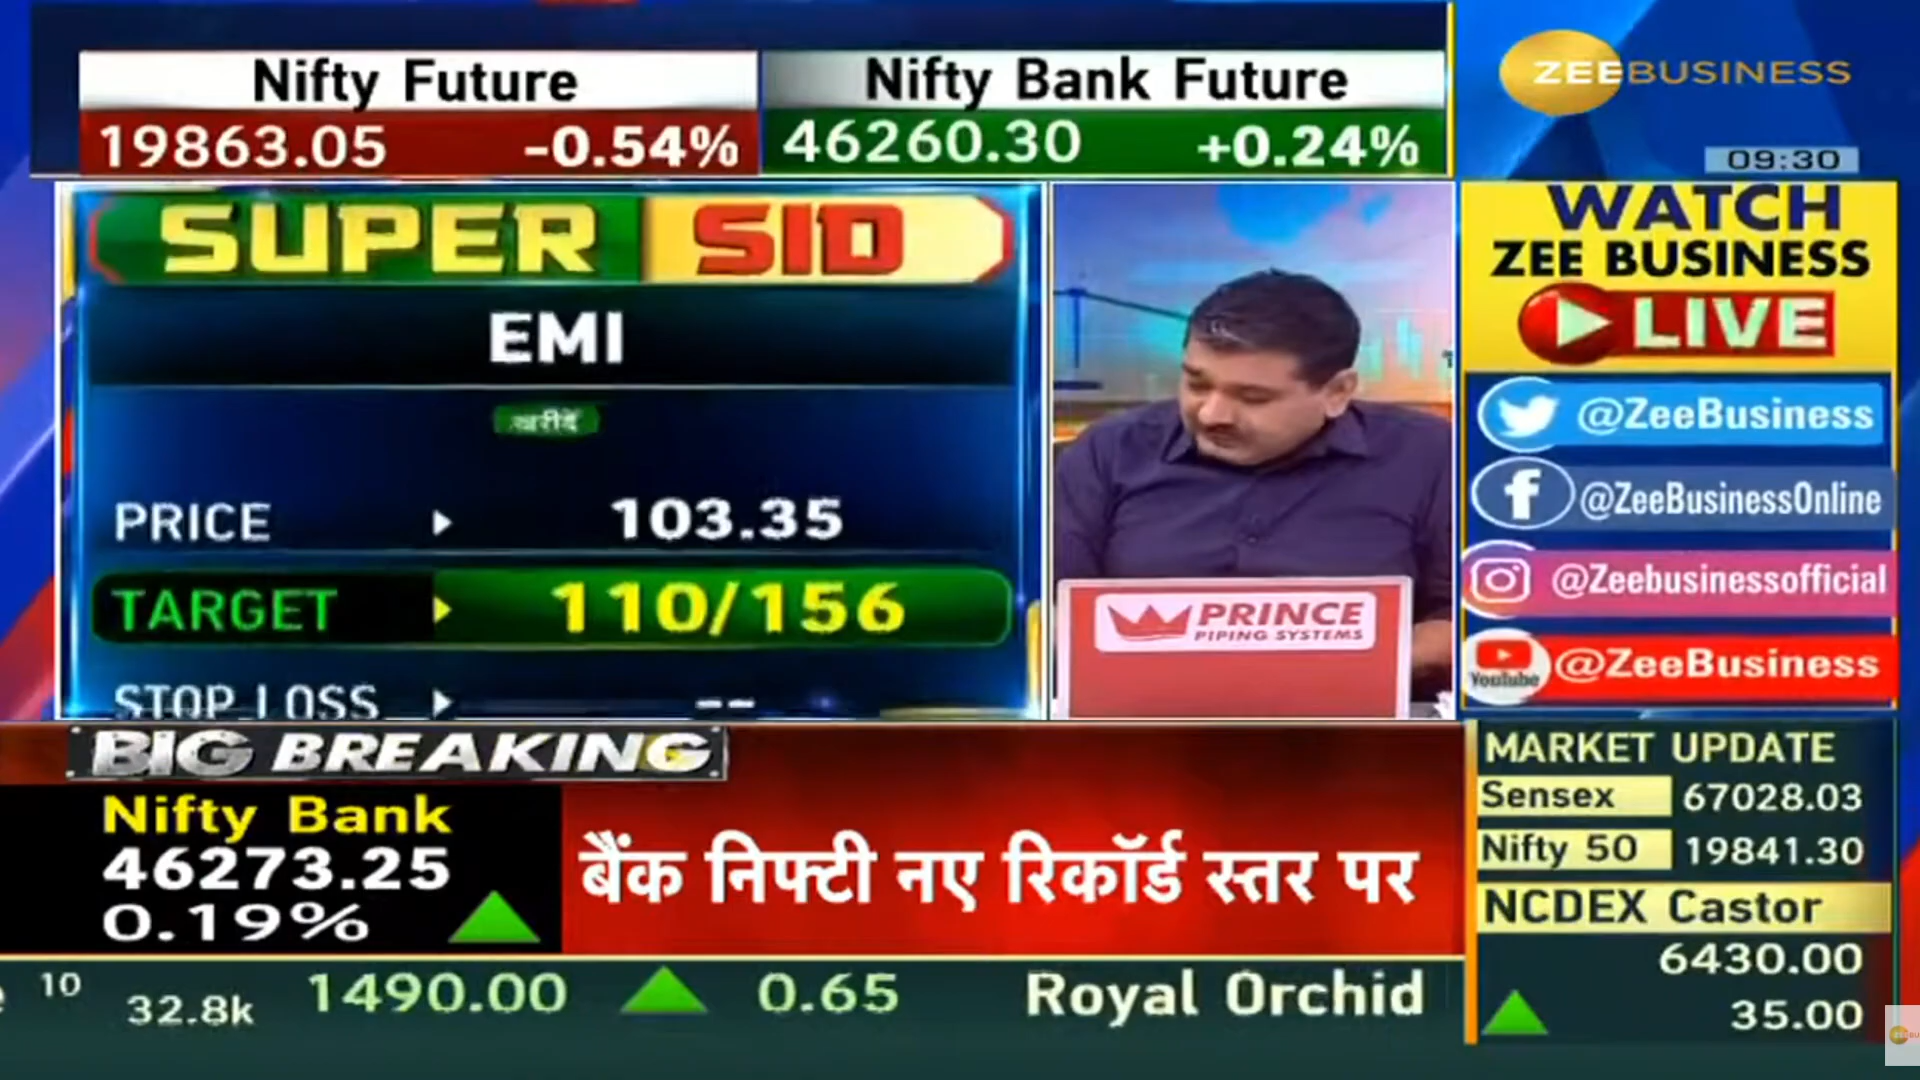 Nifty Future
19863.05 -0.54%
Nifty Bank Future
46260.30 +0.24%
ZEEBUSINESS
09:30
SUPER SID
EMI
खरीदें
PRICE 103.35
TARGET 110/156
STOP LOSS --
PRINCE
PIPING SYSTEMS
WATCH
ZEE BUSINESS
LIVE
@ZeeBusiness
@ZeeBusinessOnline
@Zeebusinessofficial
YouTube @ZeeBusiness
BIG BREAKING
Nifty Bank
46273.25
0.19%
बैंक निफ्टी नए रिकॉर्ड स्तर पर
MARKET UPDATE
Sensex 67028.03
Nifty 50 19841.30
NCDEX Castor
6430.00
35.00
10 32.8k 1490.00 0.65 Royal Orchid